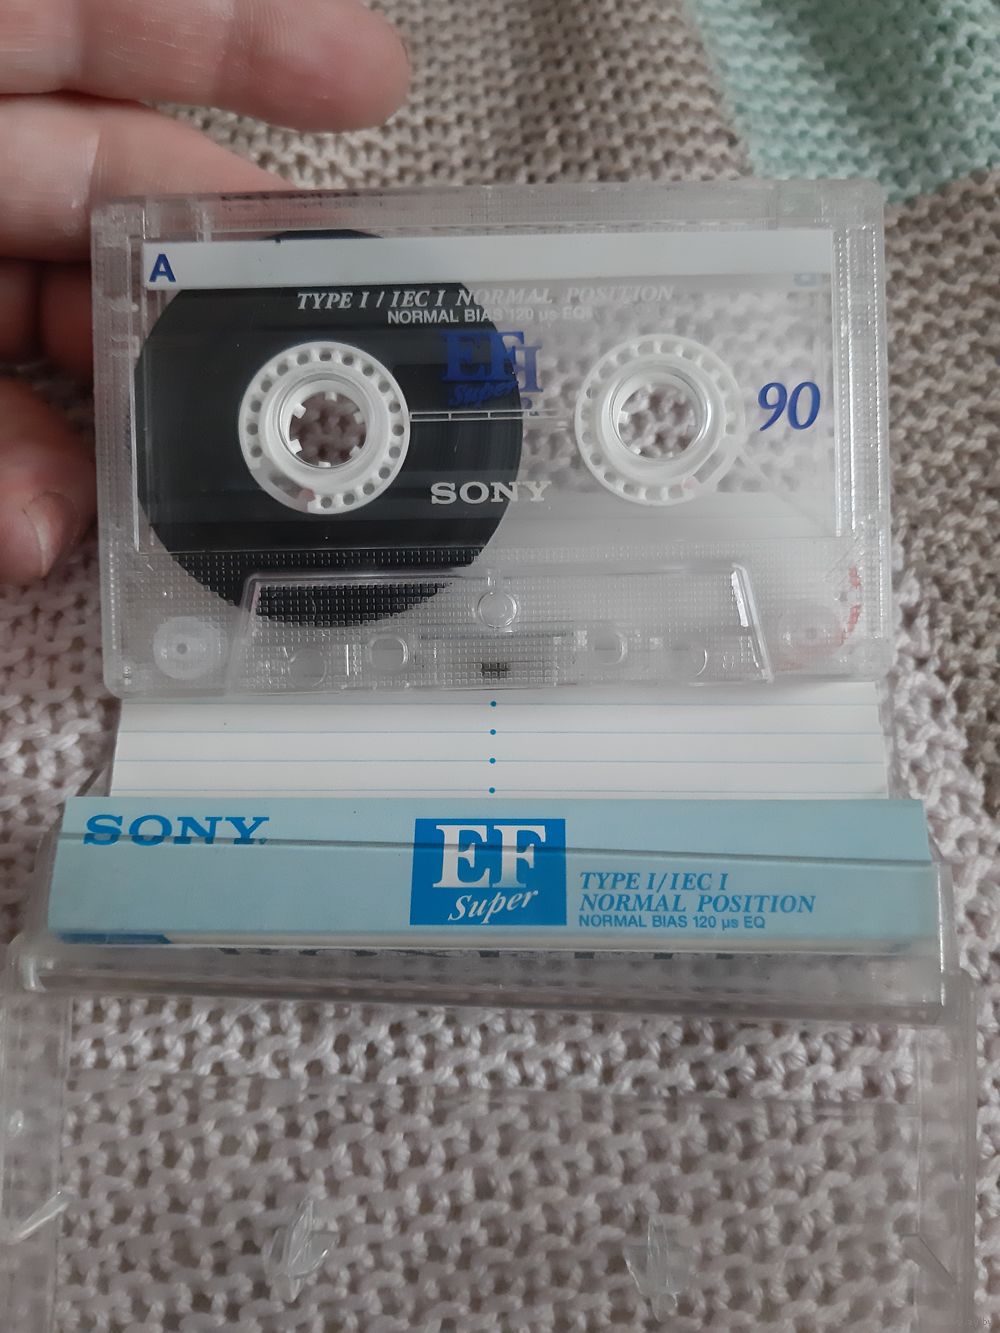 A
TYPE I / IEC I NORMAL POSITION
NORMAL BIAS 120 µs EQ
EF
Super
90
SONY
SONY
EF
Super
TYPE I/IEC I
NORMAL POSITION
NORMAL BIAS 120 µs EQ